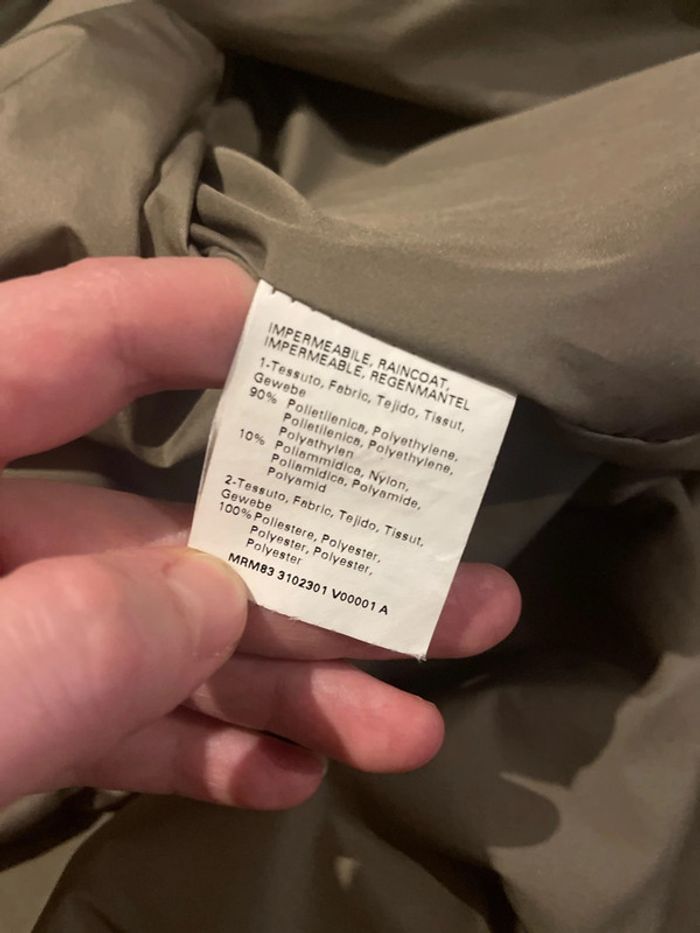 IMPERMEABILE, RAINCOAT,
IMPERMEABLE, REGENMANTEL
1-Tessuto, Fabric, Tejido, Tissut,
Gewebe
90% Polietilenica, Polyethylene,
Polietilenica, Polyethylene,
Polyathylen
10% Poliammidica, Nylon,
Poliamidica, Polyamide,
Polyamid
2-Tessuto, Fabric, Tejido, Tissut,
Gewebe
100% Poliestere, Polyester,
Polyester, Polyester,
Polyester
MRM83 3102301 V00001 A